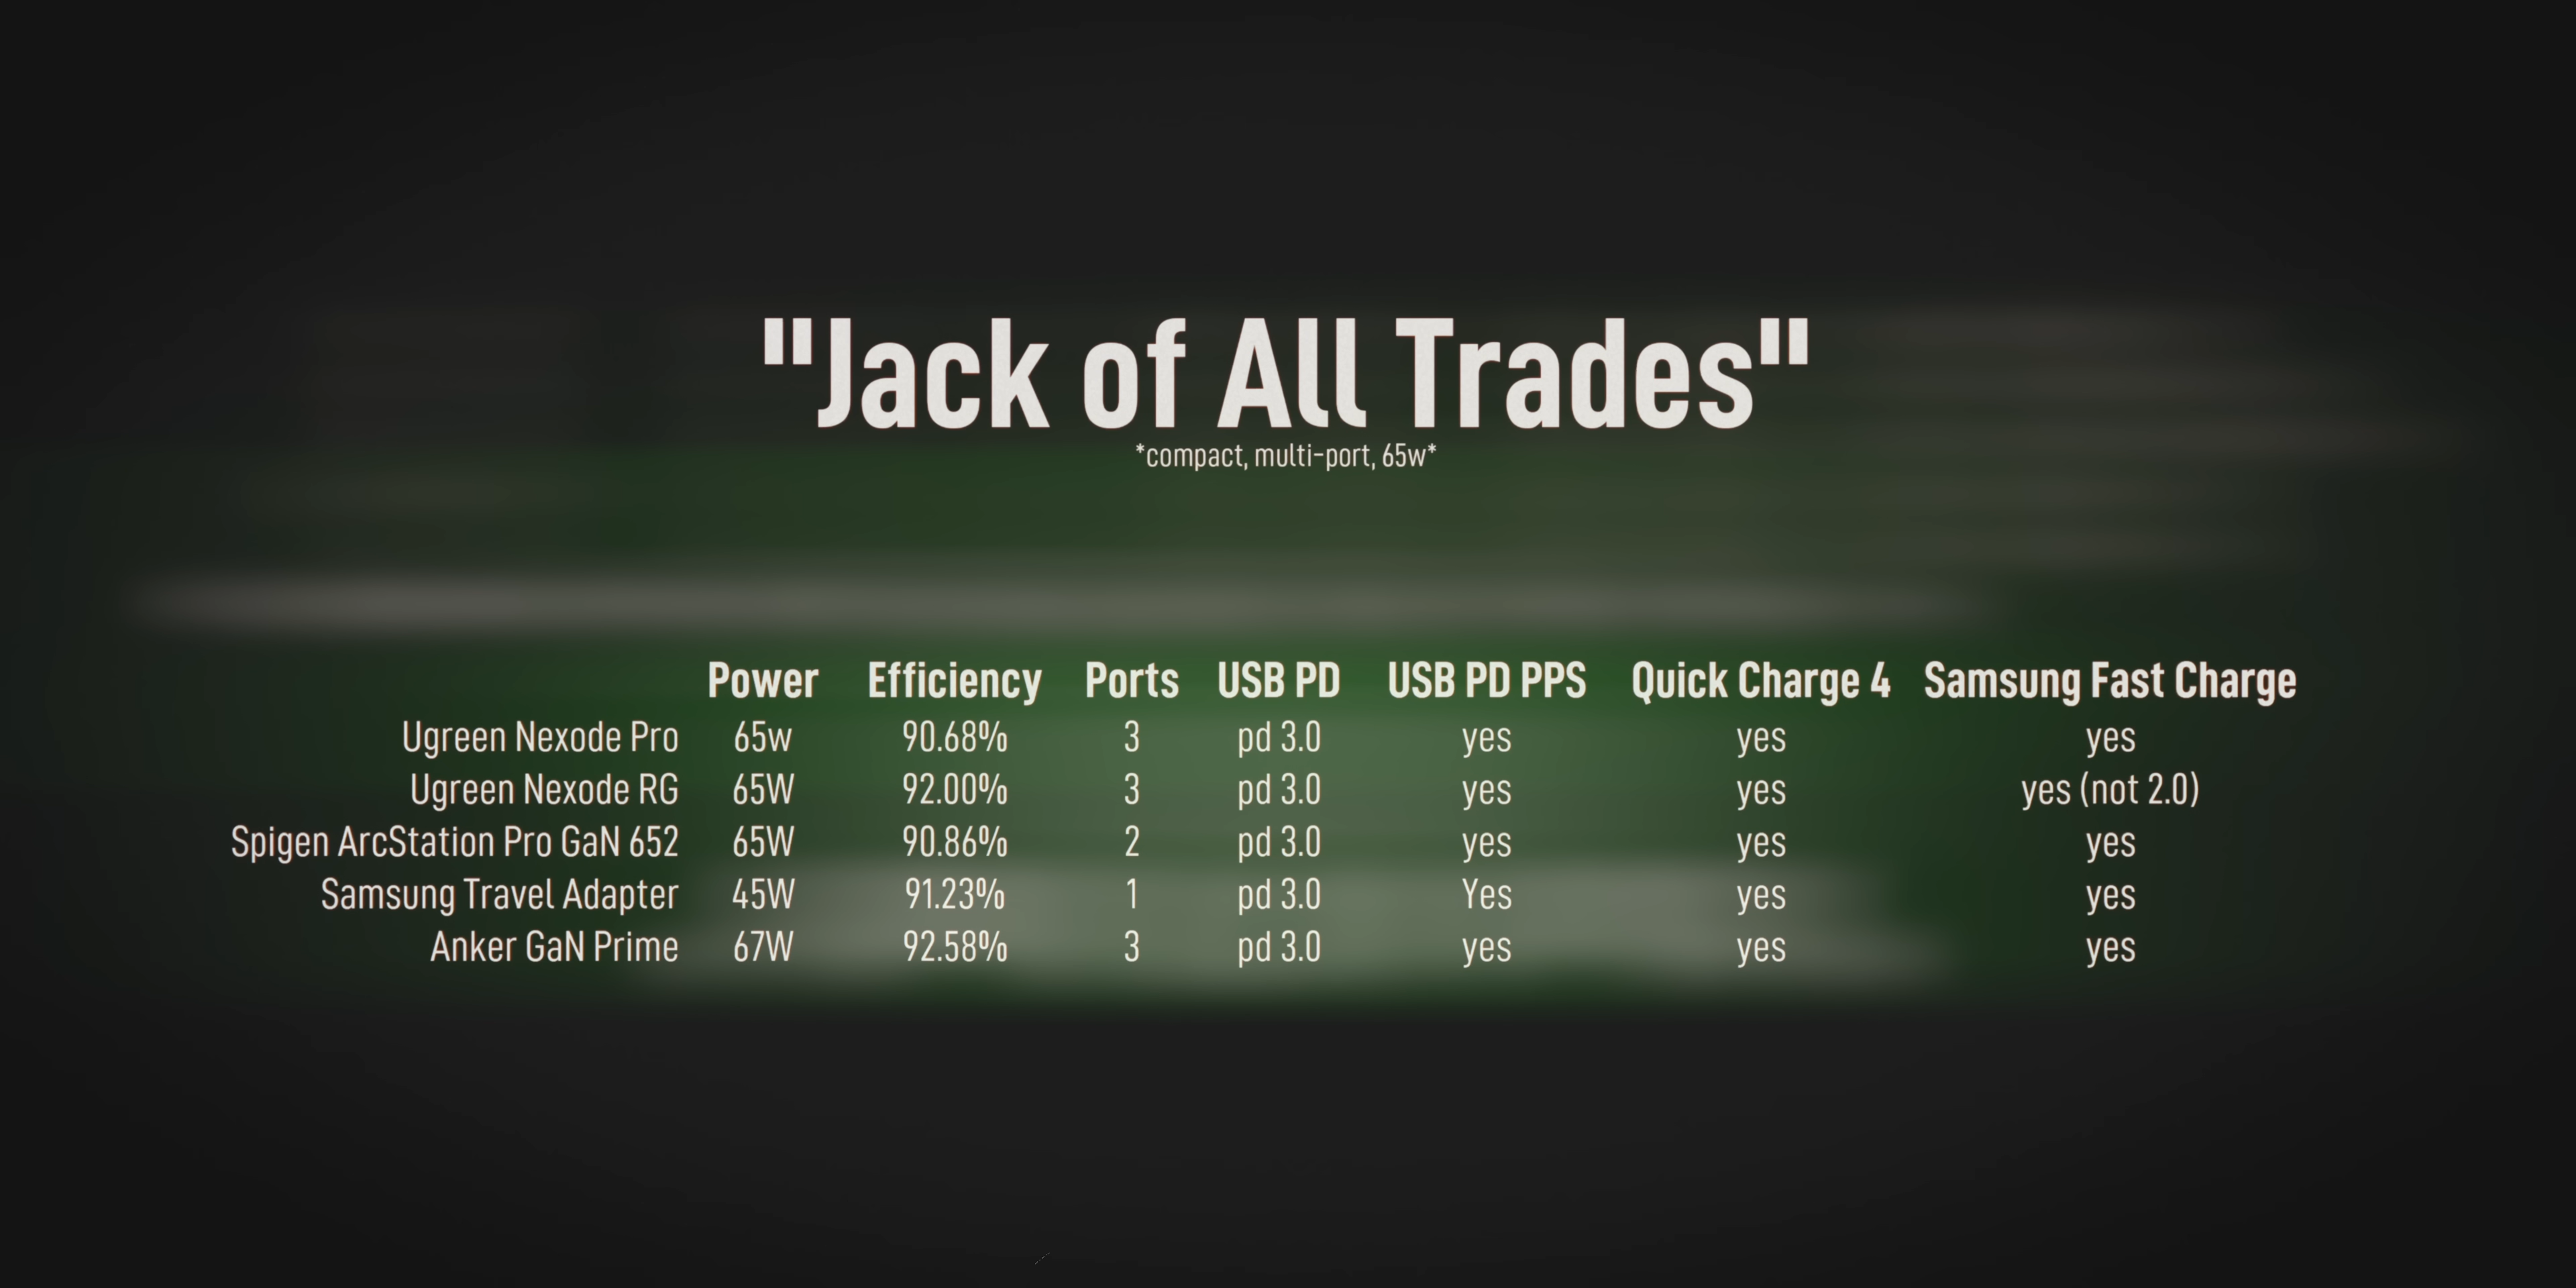 "Jack of All Trades"
*compact, multi-port, 65w*
Power Efficiency Ports USB PD USB PD PPS Quick Charge 4 Samsung Fast Charge
Ugreen Nexode Pro 65w 90.68% 3 pd 3.0 yes yes yes
Ugreen Nexode RG 65W 92.00% 3 pd 3.0 yes yes yes (not 2.0)
Spigen ArcStation Pro GaN 652 65W 90.86% 2 pd 3.0 yes yes yes
Samsung Travel Adapter 45W 91.23% 1 pd 3.0 Yes yes yes
Anker GaN Prime 67W 92.58% 3 pd 3.0 yes yes yes